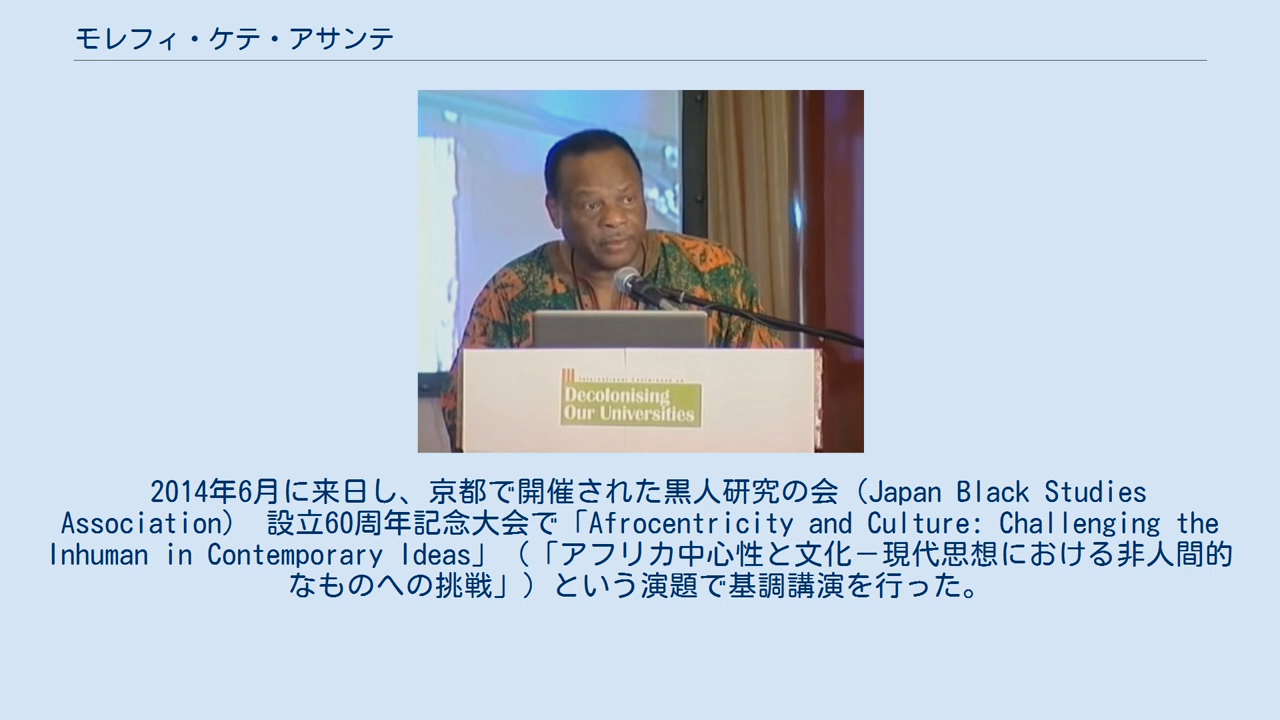 モレフィ・ケテ・アサンテ
International Conference on
Decolonising
Our Universities
2014年6月に来日し、京都で開催された黒人研究の会（Japan Black Studies
Association） 設立60周年記念大会で「Afrocentricity and Culture: Challenging the
Inhuman in Contemporary Ideas」（「アフリカ中心性と文化－現代思想における非人間的
なものへの挑戦」）という演題で基調講演を行った。